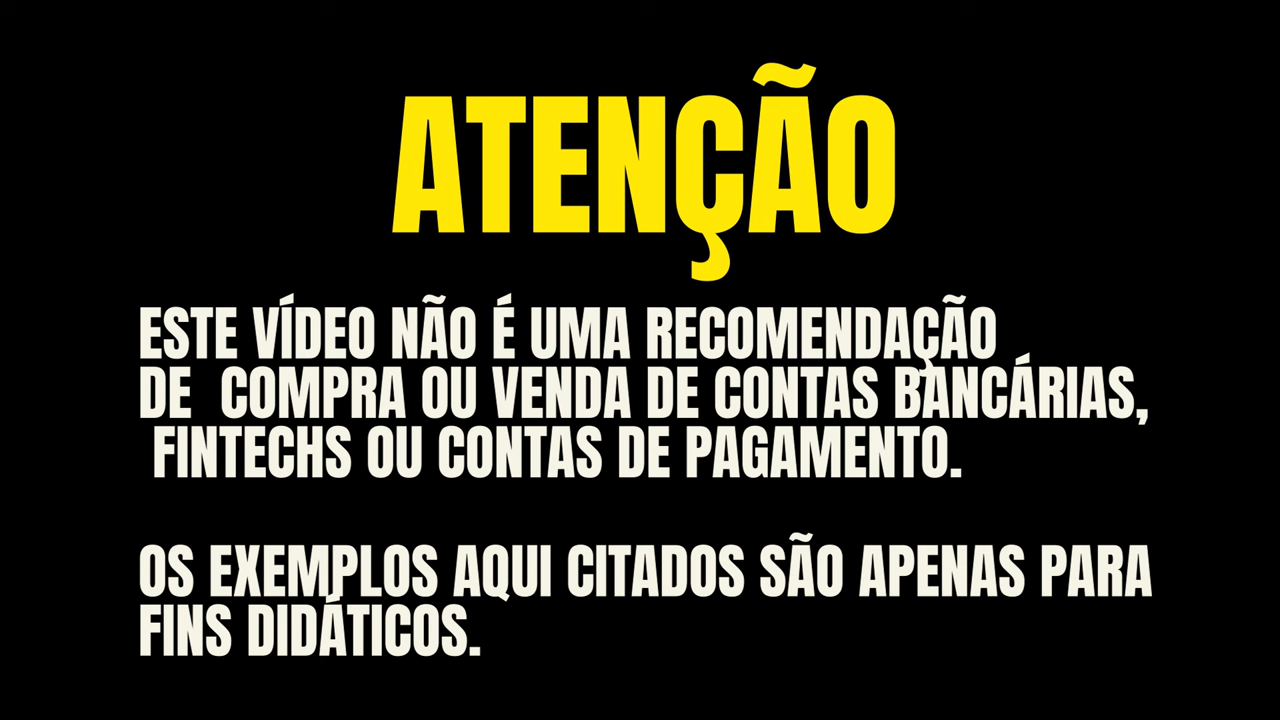 ATENÇÃO
ESTE VÍDEO NÃO É UMA RECOMENDAÇÃO
DE COMPRA OU VENDA DE CONTAS BANCÁRIAS,
FINTECHS OU CONTAS DE PAGAMENTO.
OS EXEMPLOS AQUI CITADOS SÃO APENAS PARA
FINS DIDÁTICOS.